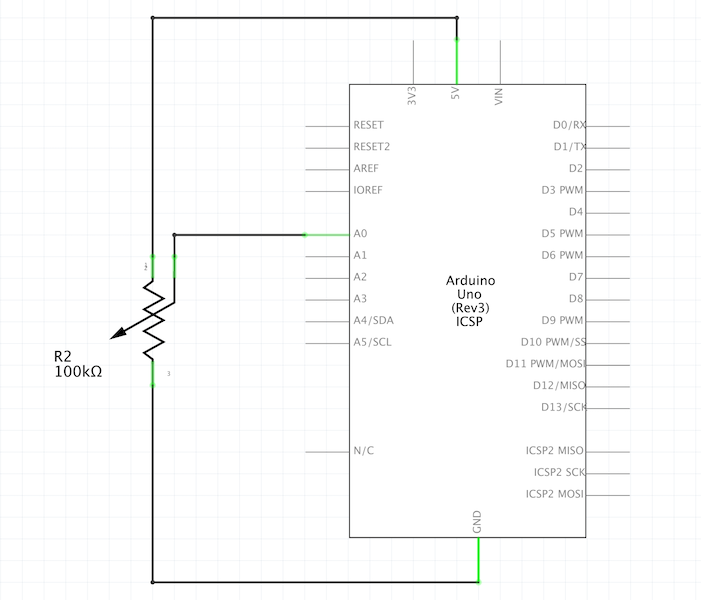 3V3
5V
VIN
RESET
RESET2
AREF
IOREF
A0
A1
A2
A3
A4/SDA
A5/SCL
N/C
D0/RX
D1/TX
D2
D3 PWM
D4
D5 PWM
D6 PWM
D7
D8
D9 PWM
D10 PWM/SS
D11 PWM/MOSI
D12/MISO
D13/SCK
ICSP2 MISO
ICSP2 SCK
ICSP2 MOSI
GND
Arduino
Uno
(Rev3)
ICSP
R2
100kΩ
3